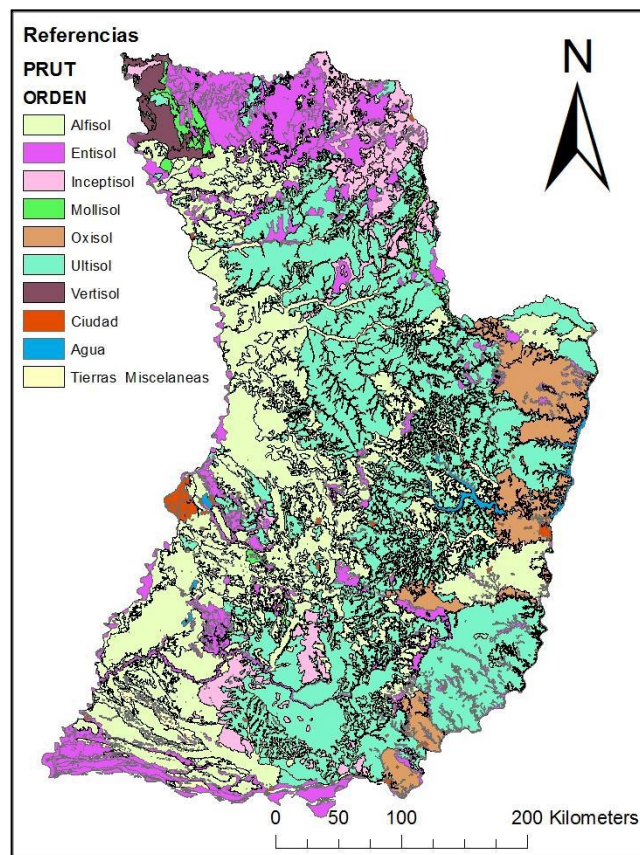 Referencias
PRUT
ORDEN
Alfisol
Entisol
Inceptisol
Mollisol
Oxisol
Ultisol
Vertisol
Ciudad
Agua
Tierras Miscelaneas
N
0 50 100 200 Kilometers